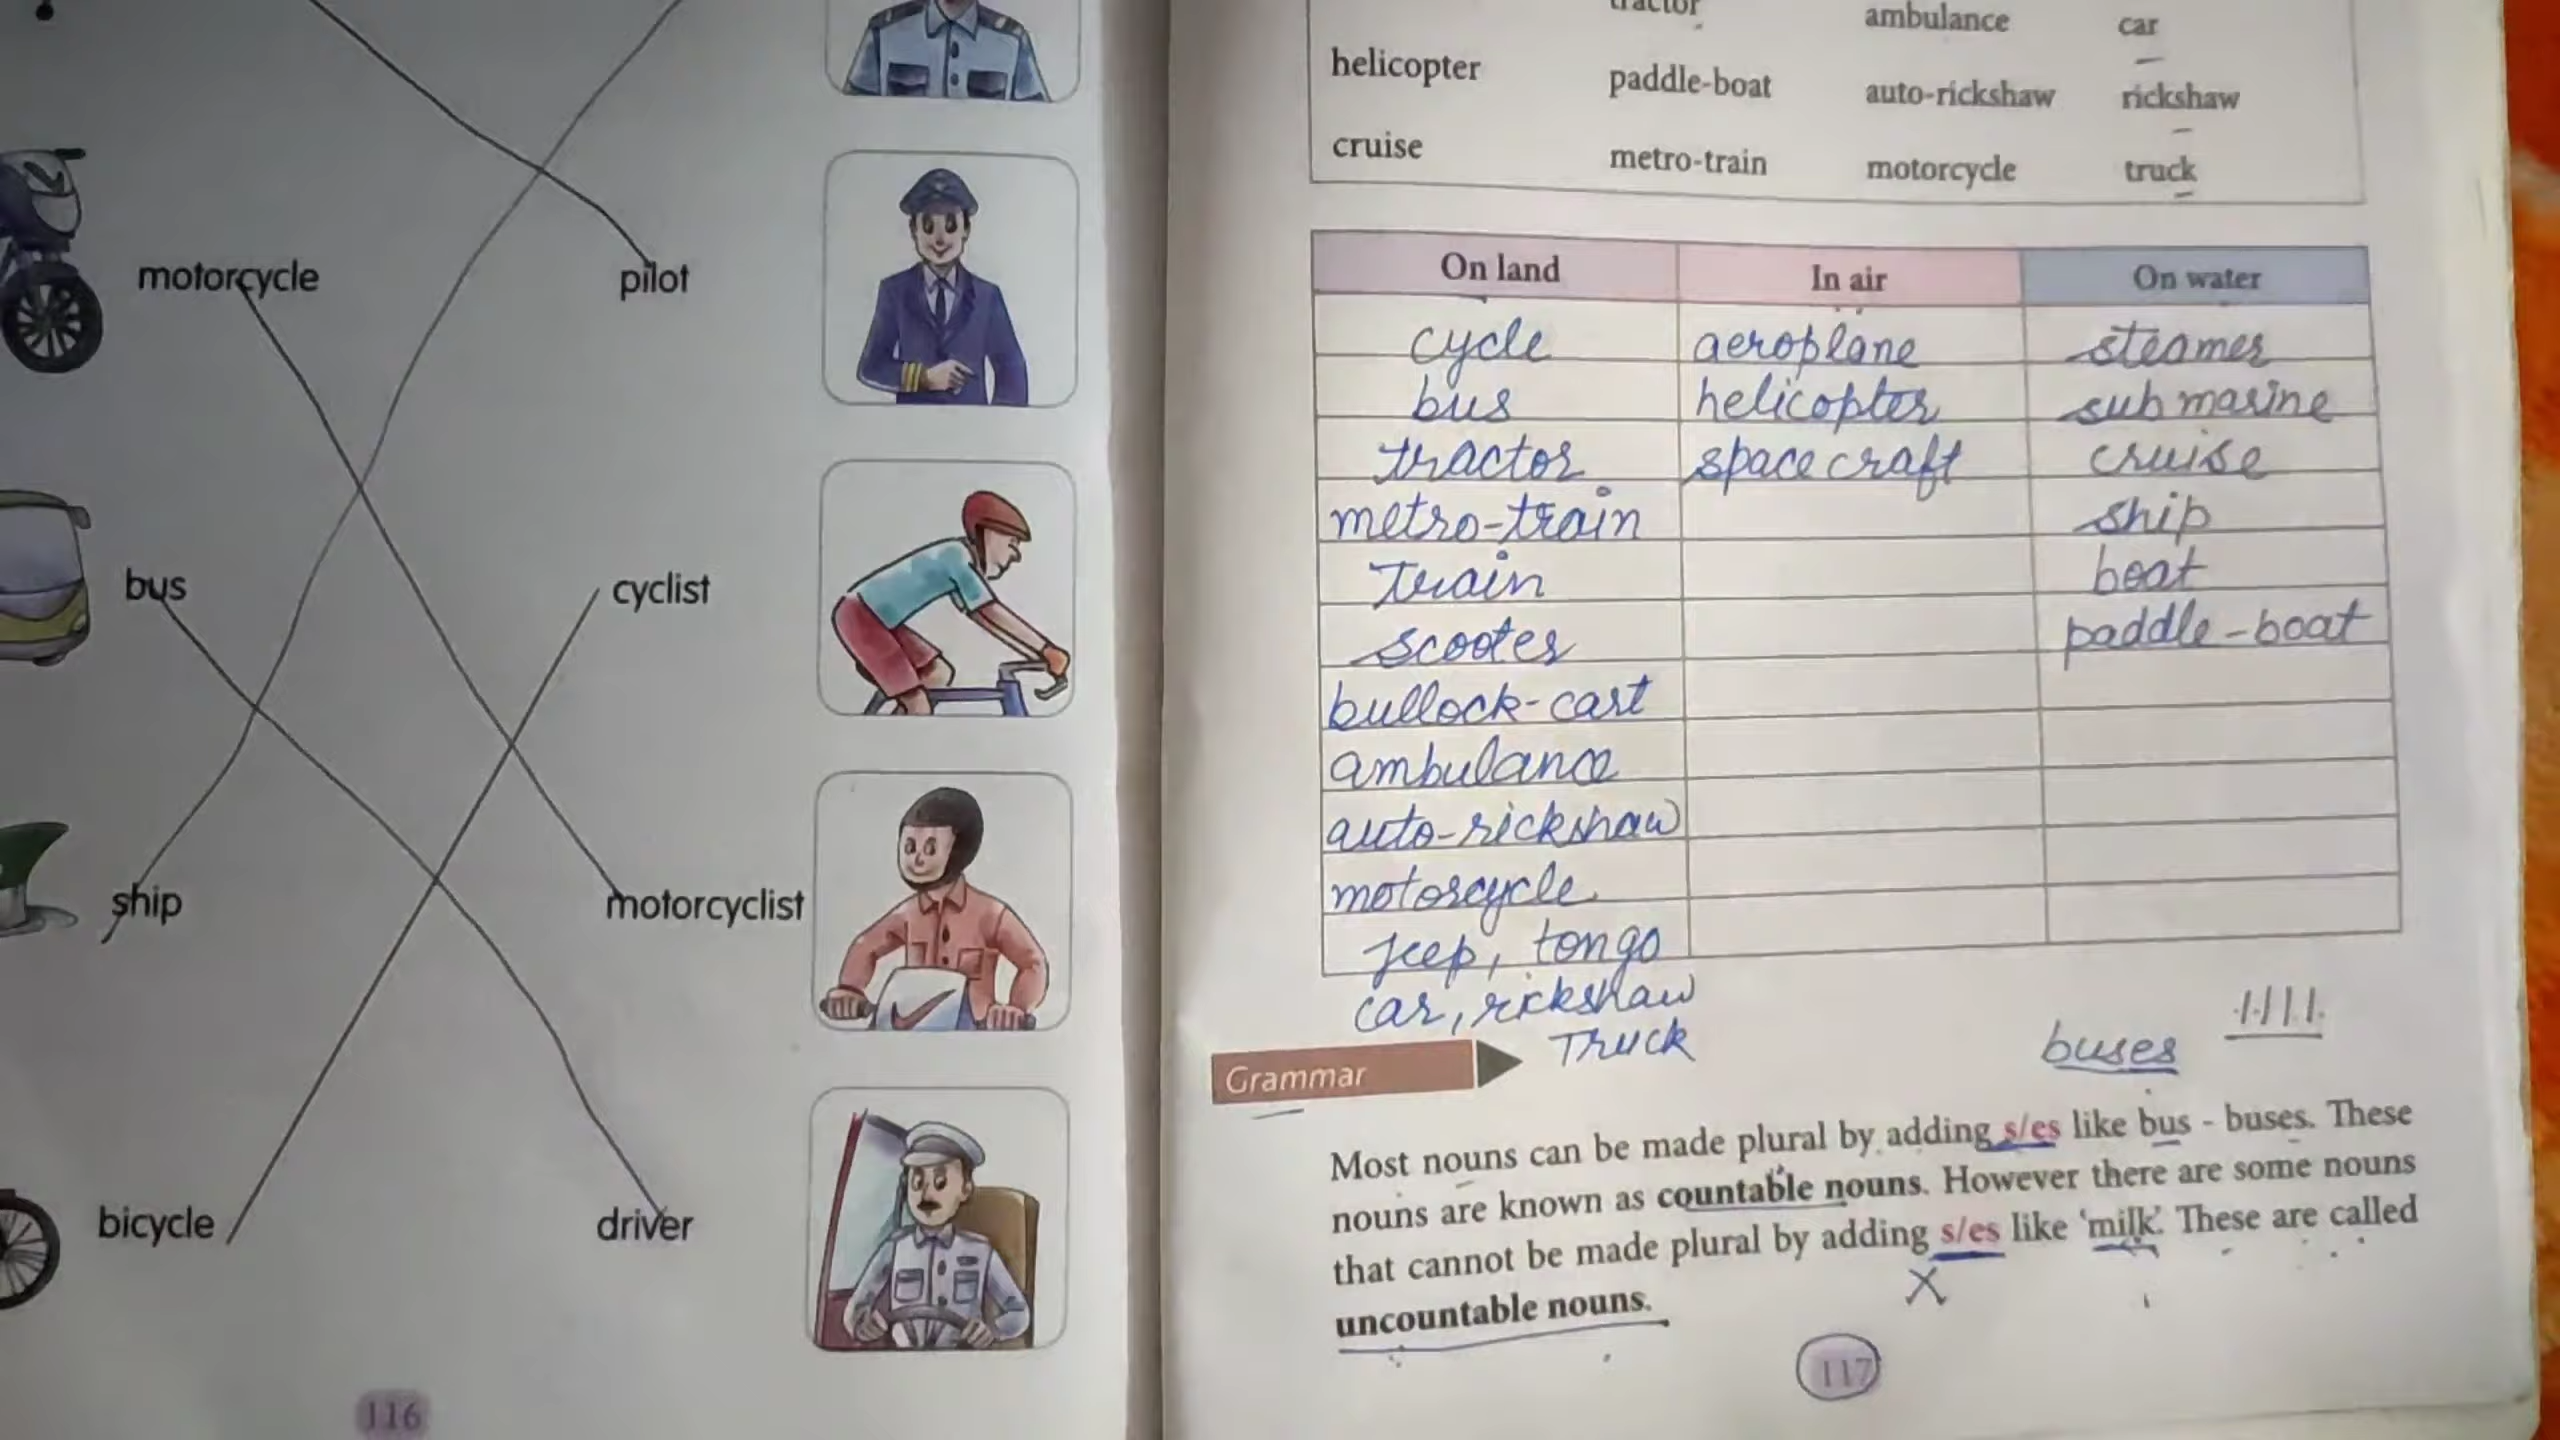 motorcycle pilot
bus cyclist
ship motorcyclist
bicycle driver
116
tractor ambulance car
helicopter paddle-boat auto-rickshaw rickshaw
cruise metro-train motorcycle truck
On land In air On water
cycle aeroplane steamer
bus helicopter submarine
tractor space craft cruise
metro-train ship
Train boat
scooter paddle-boat
bullock-cart
ambulance
auto-rickshaw
motorcycle
Jeep, tonga
car, rickshaw
Truck
buses
Grammar
Most nouns can be made plural by adding s/es like bus - buses. These
nouns are known as countable nouns. However there are some nouns
that cannot be made plural by adding s/es like 'milk'. These are called
uncountable nouns.
X
117